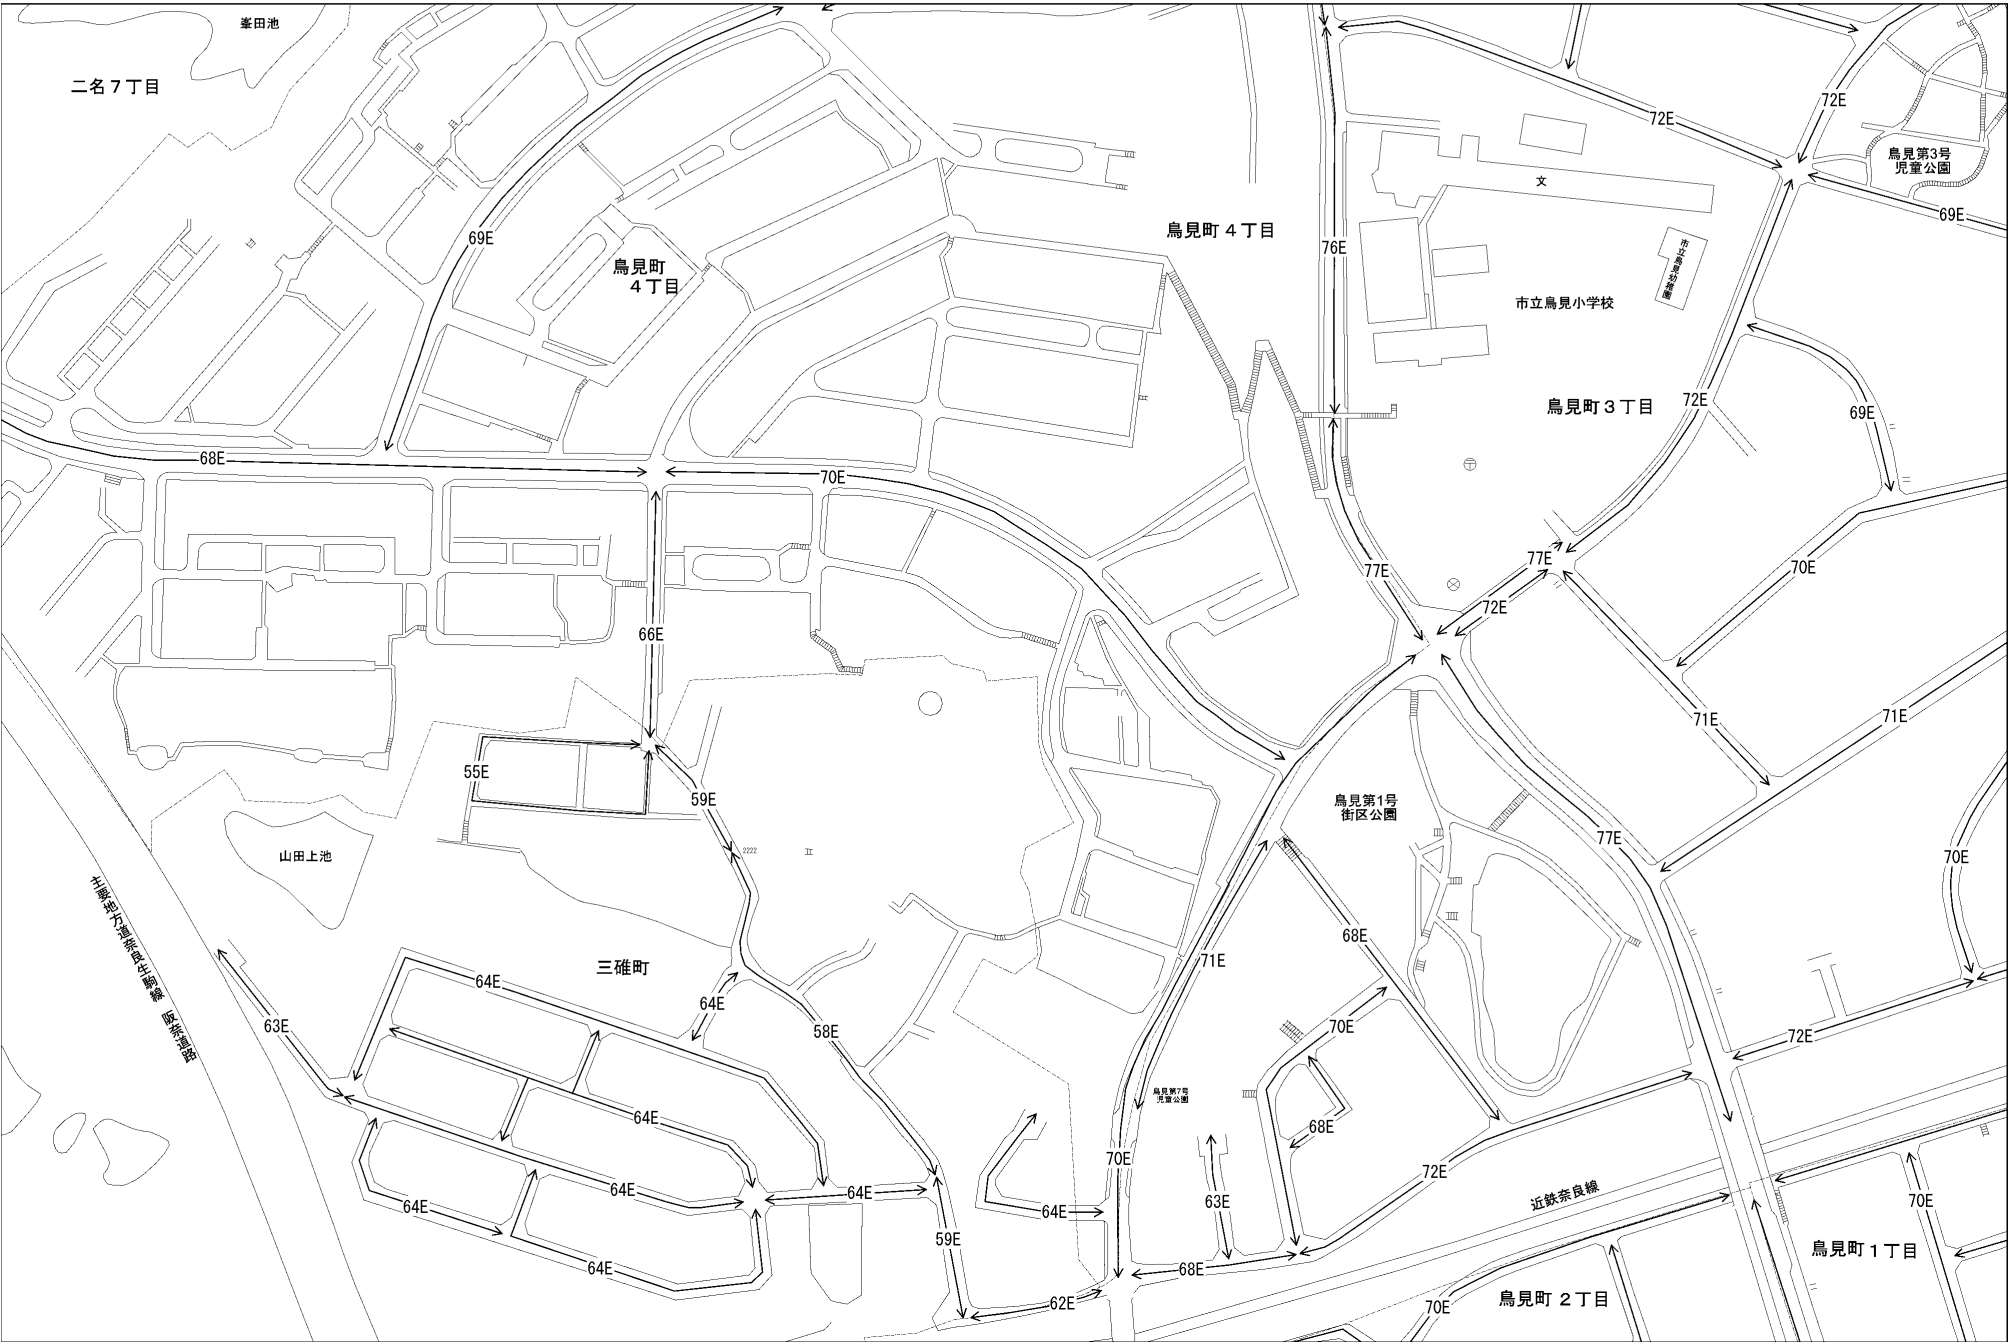 峯田池
二名７丁目
72E
72E
鳥見第3号
児童公園
文
69E
69E
鳥見町４丁目
76E
市立鳥見幼稚園
鳥見町
４丁目
市立鳥見小学校
72E
鳥見町３丁目
69E
68E
70E
77E
77E
70E
72E
66E
71E
71E
55E
59E
鳥見第1号
街区公園
77E
山田上池
70E
主要地方道奈良生駒線 阪奈道路
68E
三碓町
71E
64E
64E
63E
58E
70E
72E
鳥見第7号
児童公園
64E
68E
70E
72E
64E
64E
63E
近鉄奈良線
70E
64E
64E
59E
鳥見町１丁目
64E
68E
62E
鳥見町２丁目
70E